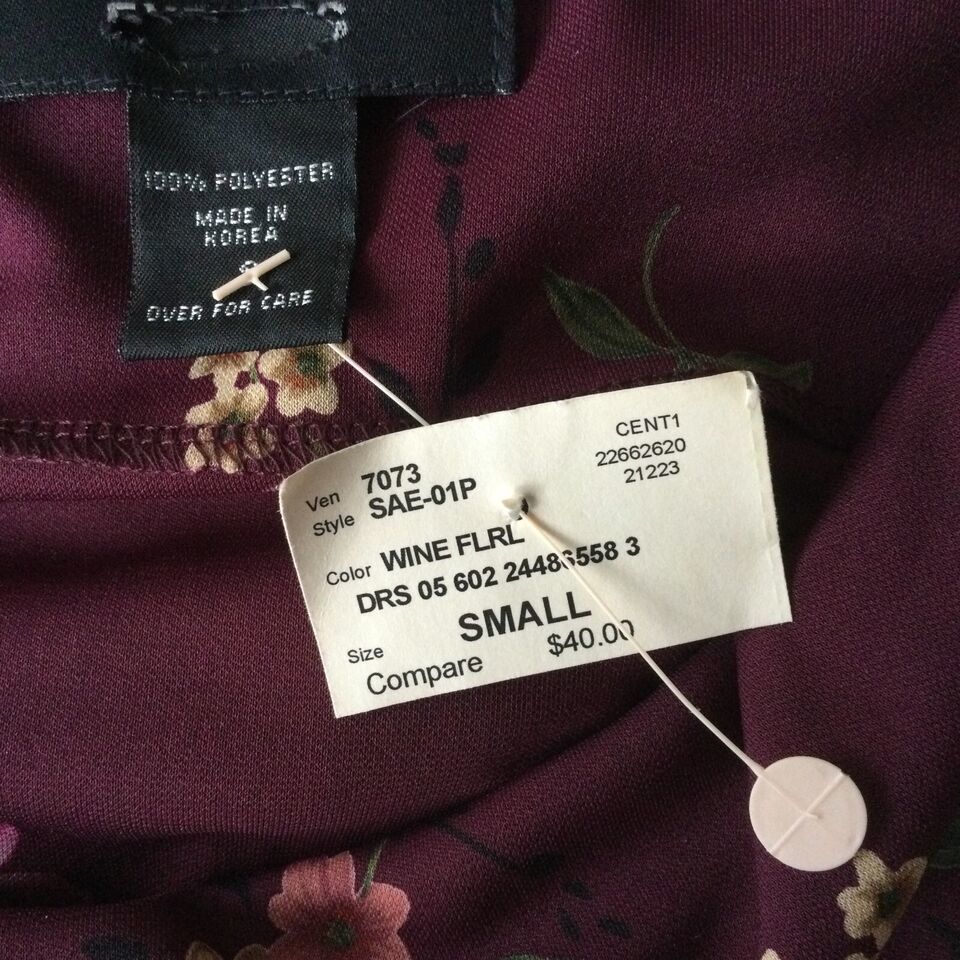 100% POLYESTER
MADE IN
KOREA
OVER FOR CARE
CENT1
22662620
21223
Ven 7073
Style SAE-01P
Color WINE FLRL
DRS 05 602 24486558 3
Size SMALL
Compare $40.00